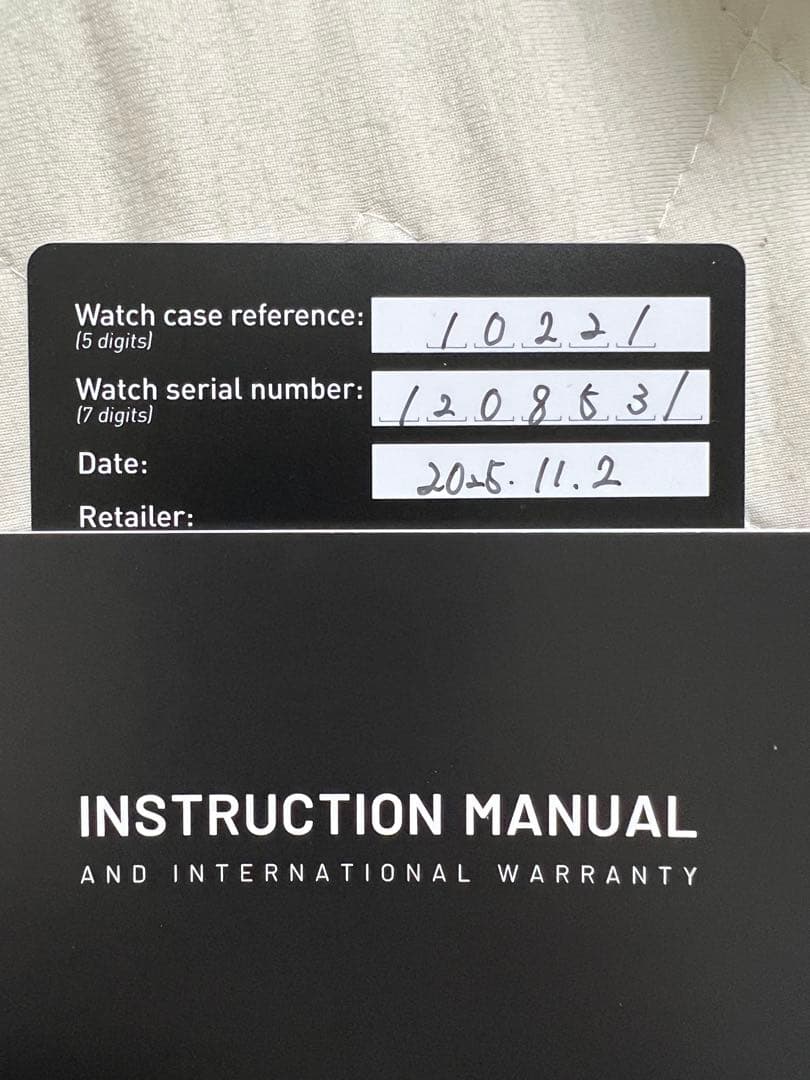 Watch case reference: 10221
(5 digits)
Watch serial number: 1208531
(7 digits)
Date: 2025.11.2
Retailer:
INSTRUCTION MANUAL
AND INTERNATIONAL WARRANTY